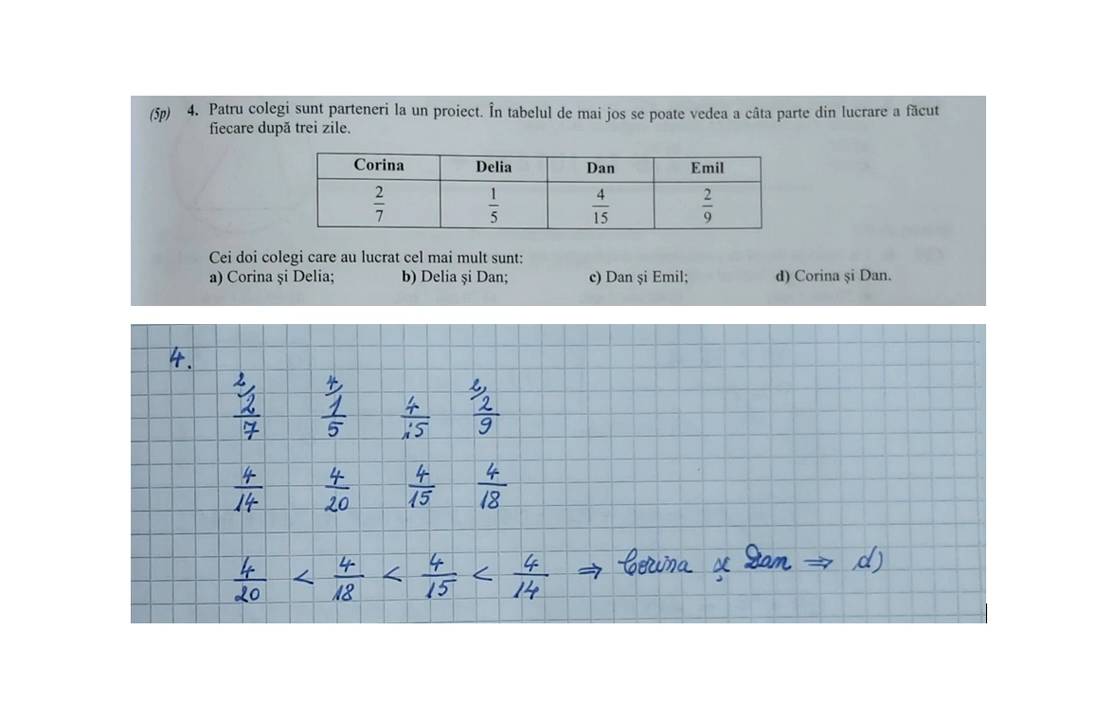 (5p) 4. Patru colegi sunt parteneri la un proiect. În tabelul de mai jos se poate vedea a câta parte din lucrare a făcut
fiecare după trei zile.
Corina Delia Dan Emil
2/7 1/5 4/15 2/9
Cei doi colegi care au lucrat cel mai mult sunt:
a) Corina şi Delia; b) Delia şi Dan; c) Dan şi Emil; d) Corina şi Dan.
4.
2) 2/7 4) 1/5 4/15 2) 2/9
4/14 4/20 4/15 4/18
4/20 < 4/18 < 4/15 < 4/14 ⇒ Corina și Dan ⇒ d)